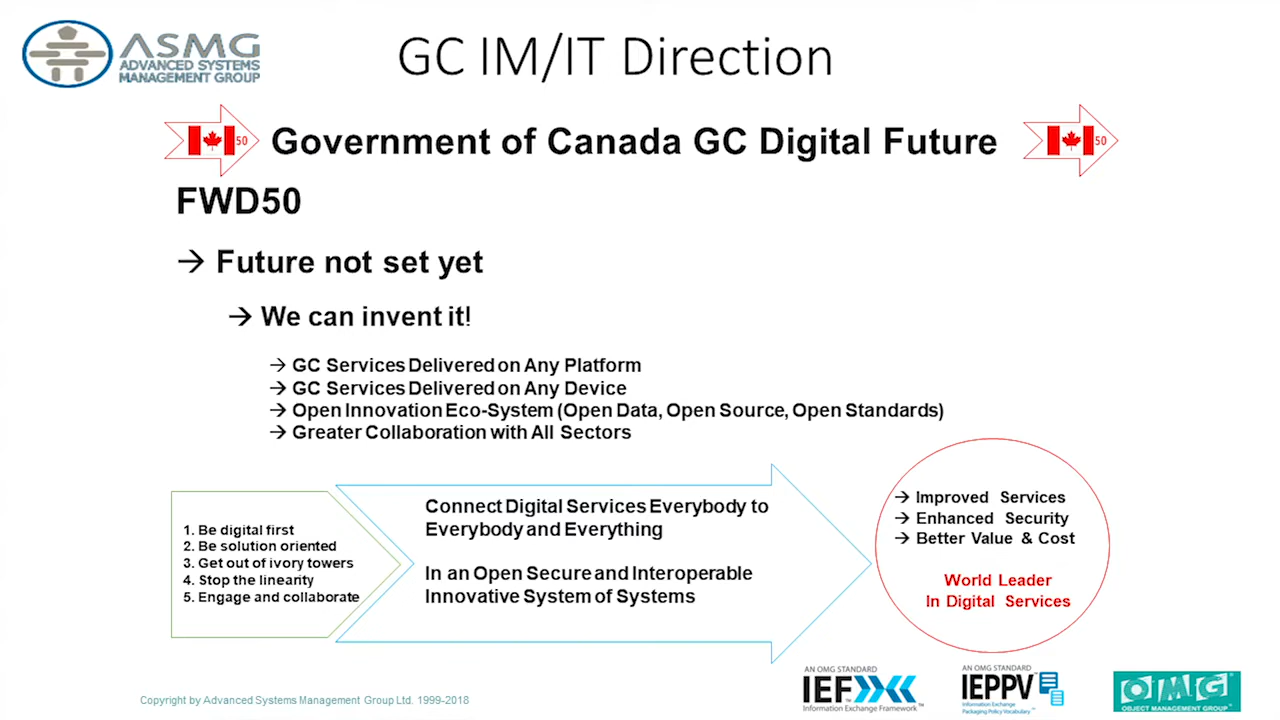 ASMG
ADVANCED SYSTEMS
MANAGEMENT GROUP
GC IM/IT Direction
50
Government of Canada GC Digital Future
50
FWD50
→ Future not set yet
→ We can invent it!
→ GC Services Delivered on Any Platform
→ GC Services Delivered on Any Device
→ Open Innovation Eco-System (Open Data, Open Source, Open Standards)
→ Greater Collaboration with All Sectors
1. Be digital first
2. Be solution oriented
3. Get out of ivory towers
4. Stop the linearity
5. Engage and collaborate
Connect Digital Services Everybody to
Everybody and Everything
In an Open Secure and Interoperable
Innovative System of Systems
→ Improved Services
→ Enhanced Security
→ Better Value & Cost
World Leader
In Digital Services
Copyright by Advanced Systems Management Group Ltd. 1999-2018
AN OMG STANDARD
IEF™
Information Exchange Framework™
AN OMG STANDARD
IEPPV™
Information Exchange
Packaging Policy Vocabulary™
OMG
OBJECT MANAGEMENT GROUP